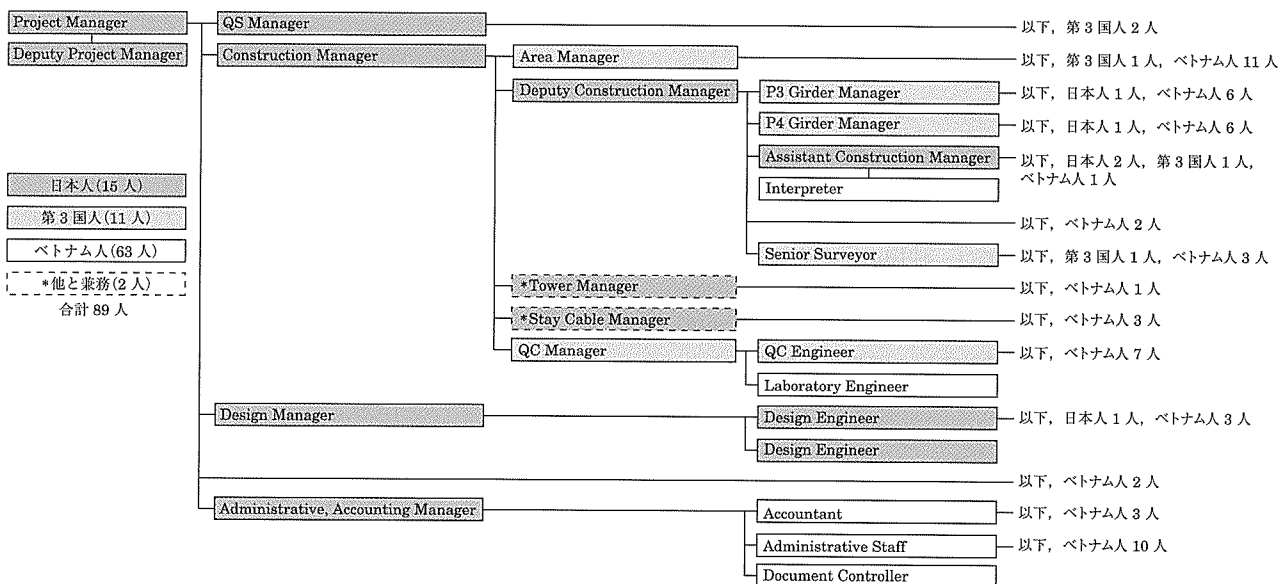 Project Manager
QS Manager
以下，第3国人2人
Deputy Project Manager
Construction Manager
Area Manager
以下，第3国人1人，ベトナム人11人
Deputy Construction Manager
P3 Girder Manager
以下，日本人1人，ベトナム人6人
P4 Girder Manager
以下，日本人1人，ベトナム人6人
Assistant Construction Manager
以下，日本人2人，第3国人1人，
ベトナム人1人
Interpreter
以下，ベトナム人2人
Senior Surveyor
以下，第3国人1人，ベトナム人3人
日本人(15人)
第3国人(11人)
ベトナム人(63人)
*他と兼務(2人)
合計89人
*Tower Manager
以下，ベトナム人1人
*Stay Cable Manager
以下，ベトナム人3人
QC Manager
QC Engineer
以下，ベトナム人7人
Laboratory Engineer
Design Manager
Design Engineer
以下，日本人1人，ベトナム人3人
Design Engineer
以下，ベトナム人2人
Administrative, Accounting Manager
Accountant
以下，ベトナム人3人
Administrative Staff
以下，ベトナム人10人
Document Controller